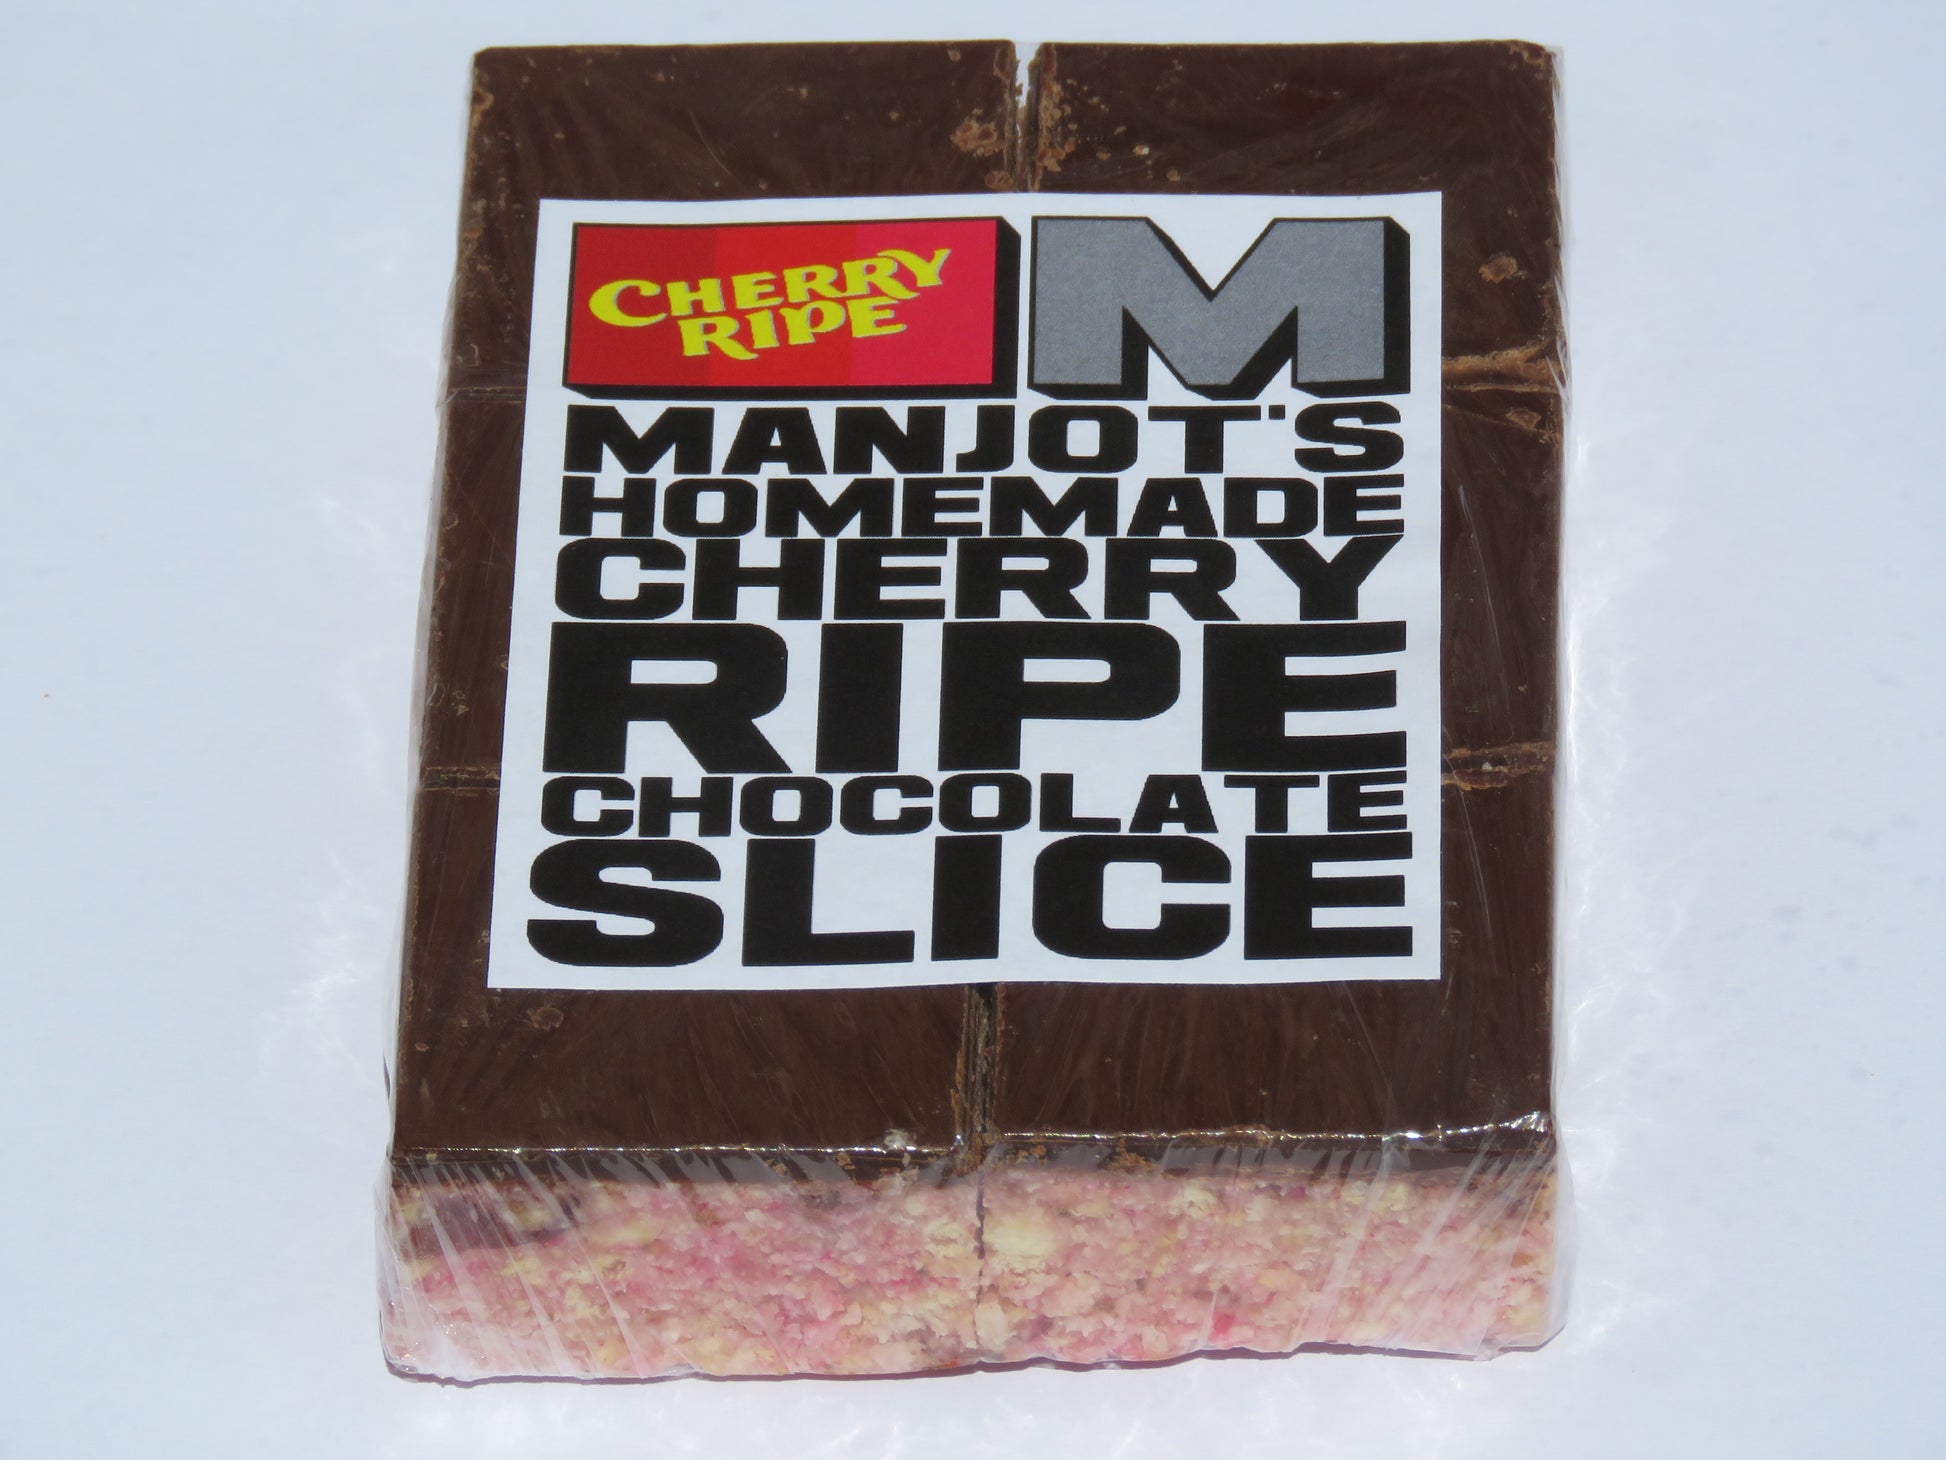 CHERRY
RIPE
M
MANJOT'S
HOMEMADE
CHERRY
RIPE
CHOCOLATE
SLICE